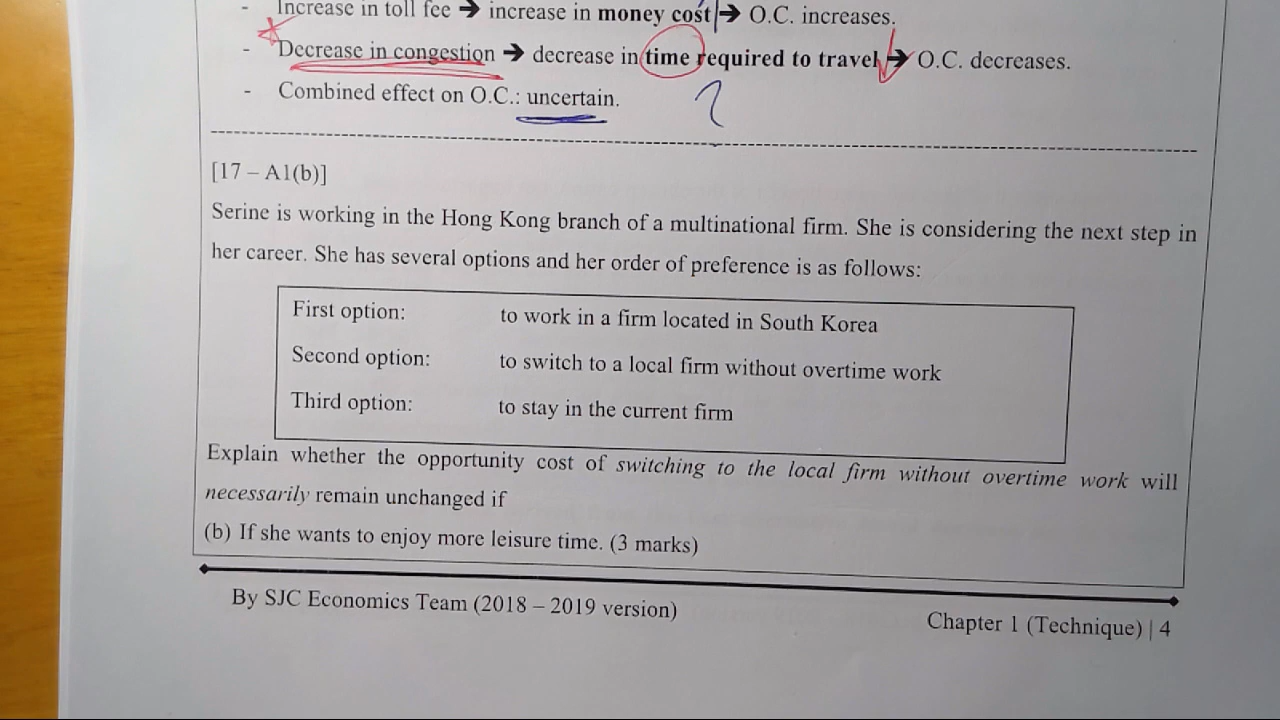 - Increase in toll fee ➔ increase in money cost ➔ O.C. increases.
- Decrease in congestion ➔ decrease in time required to travel ➔ O.C. decreases.
- Combined effect on O.C.: uncertain.
[17 – A1(b)]
Serine is working in the Hong Kong branch of a multinational firm. She is considering the next step in
her career. She has several options and her order of preference is as follows:
First option: to work in a firm located in South Korea
Second option: to switch to a local firm without overtime work
Third option: to stay in the current firm
Explain whether the opportunity cost of switching to the local firm without overtime work will
necessarily remain unchanged if
(b) If she wants to enjoy more leisure time. (3 marks)
By SJC Economics Team (2018 – 2019 version)
Chapter 1 (Technique) | 4